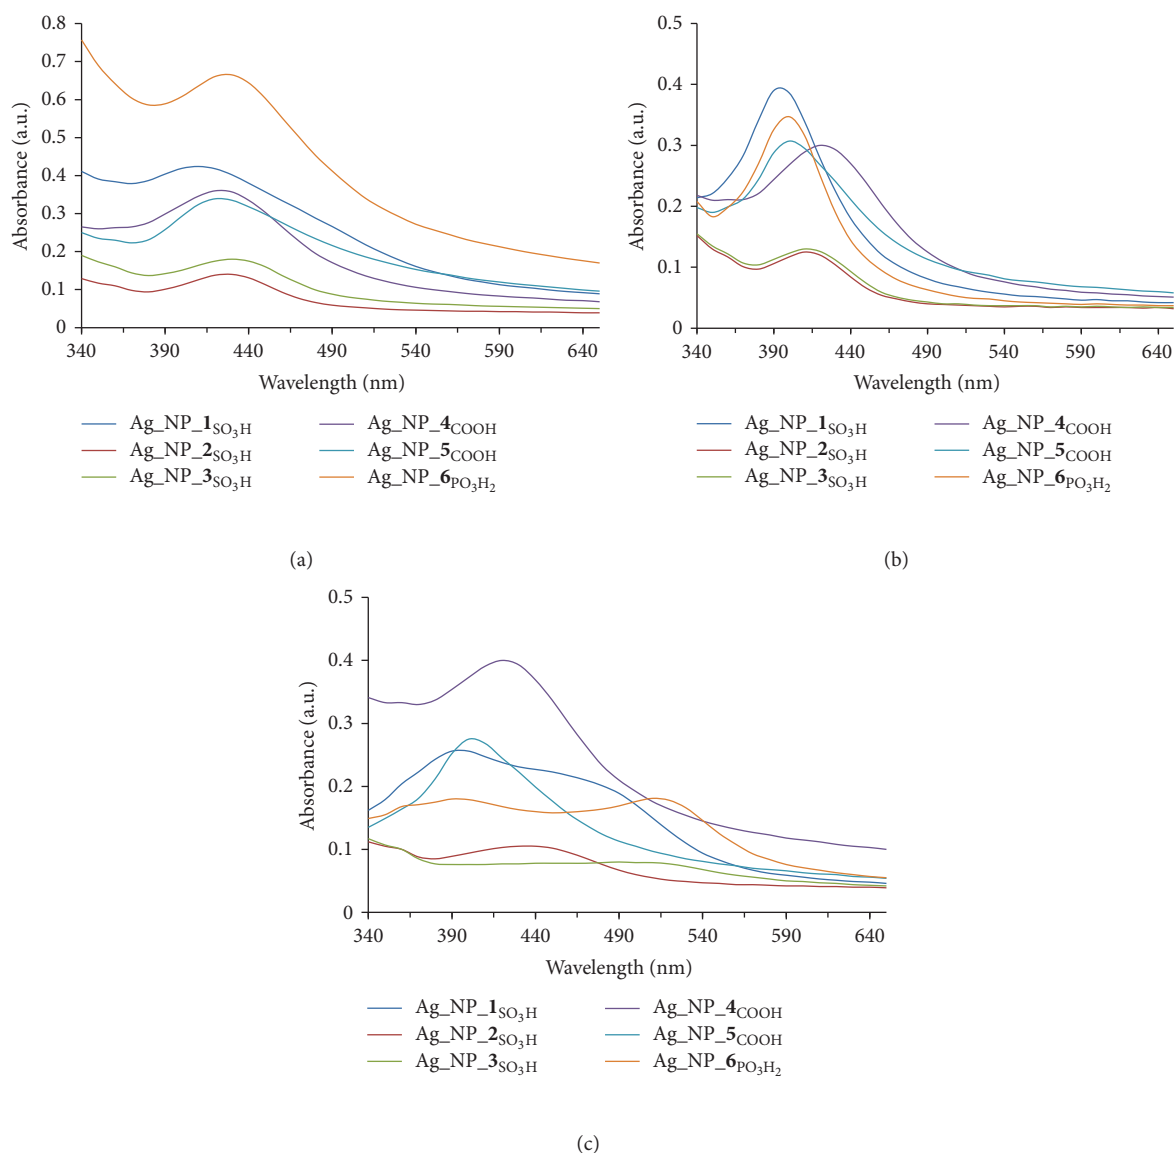 0.8
0.7
0.6
0.5
0.4
0.3
0.2
0.1
0
Absorbance (a.u.)
340 390 440 490 540 590 640
Wavelength (nm)
Ag_NP_1SO3H Ag_NP_4COOH
Ag_NP_2SO3H Ag_NP_5COOH
Ag_NP_3SO3H Ag_NP_6PO3H2
(a)
0.5
0.4
0.3
0.2
0.1
0
Absorbance (a.u.)
340 390 440 490 540 590 640
Wavelength (nm)
Ag_NP_1SO3H Ag_NP_4COOH
Ag_NP_2SO3H Ag_NP_5COOH
Ag_NP_3SO3H Ag_NP_6PO3H2
(b)
0.5
0.4
0.3
0.2
0.1
0
Absorbance (a.u.)
340 390 440 490 540 590 640
Wavelength (nm)
Ag_NP_1SO3H Ag_NP_4COOH
Ag_NP_2SO3H Ag_NP_5COOH
Ag_NP_3SO3H Ag_NP_6PO3H2
(c)